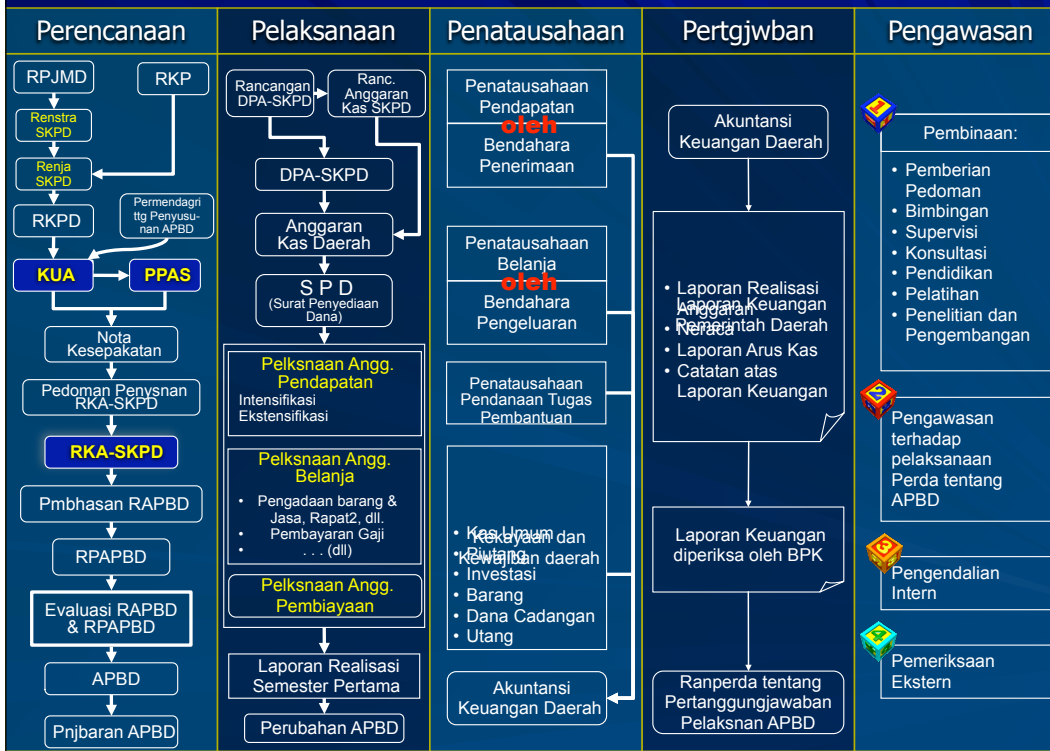 Perencanaan
RPJMD
RKP
Renstra
SKPD
Renja
SKPD
RKPD
Permendagri
ttg Penyusu-
nan APBD
KUA
PPAS
Nota
Kesepakatan
Pedoman Penysnan
RKA-SKPD
RKA-SKPD
Pmbhasan RAPBD
RPAPBD
Evaluasi RAPBD
& RPAPBD
APBD
Pnjbaran APBD
Pelaksanaan
Rancangan
DPA-SKPD
Ranc.
Anggaran
Kas SKPD
DPA-SKPD
Anggaran
Kas Daerah
S P D
(Surat Penyediaan
Dana)
Pelksnaan Angg.
Pendapatan
Intensifikasi
Ekstensifikasi
Pelksnaan Angg.
Belanja
• Pengadaan barang &
Jasa, Rapat2, dll.
• Pembayaran Gaji
• . . . (dll)
Pelksnaan Angg.
Pembiayaan
Laporan Realisasi
Semester Pertama
Perubahan APBD
Penatausahaan
Penatausahaan
Pendapatan
oleh
Bendahara
Penerimaan
Penatausahaan
Belanja
oleh
Bendahara
Pengeluaran
Penatausahaan
Pendanaan Tugas
Pembantuan
Kekayaan dan
Kewajiban daerah
• Kas Umum
• Piutang
• Investasi
• Barang
• Dana Cadangan
• Utang
Akuntansi
Keuangan Daerah
Pertgjwban
Akuntansi
Keuangan Daerah
Laporan Keuangan
Pemerintah Daerah
• Laporan Realisasi
Anggaran
• Neraca
• Laporan Arus Kas
• Catatan atas
Laporan Keuangan
Laporan Keuangan
diperiksa oleh BPK
Ranperda tentang
Pertanggungjawaban
Pelaksnan APBD
Pengawasan
1
Pembinaan:
• Pemberian
Pedoman
• Bimbingan
• Supervisi
• Konsultasi
• Pendidikan
• Pelatihan
• Penelitian dan
Pengembangan
2
Pengawasan
terhadap
pelaksanaan
Perda tentang
APBD
3
Pengendalian
Intern
4
Pemeriksaan
Ekstern